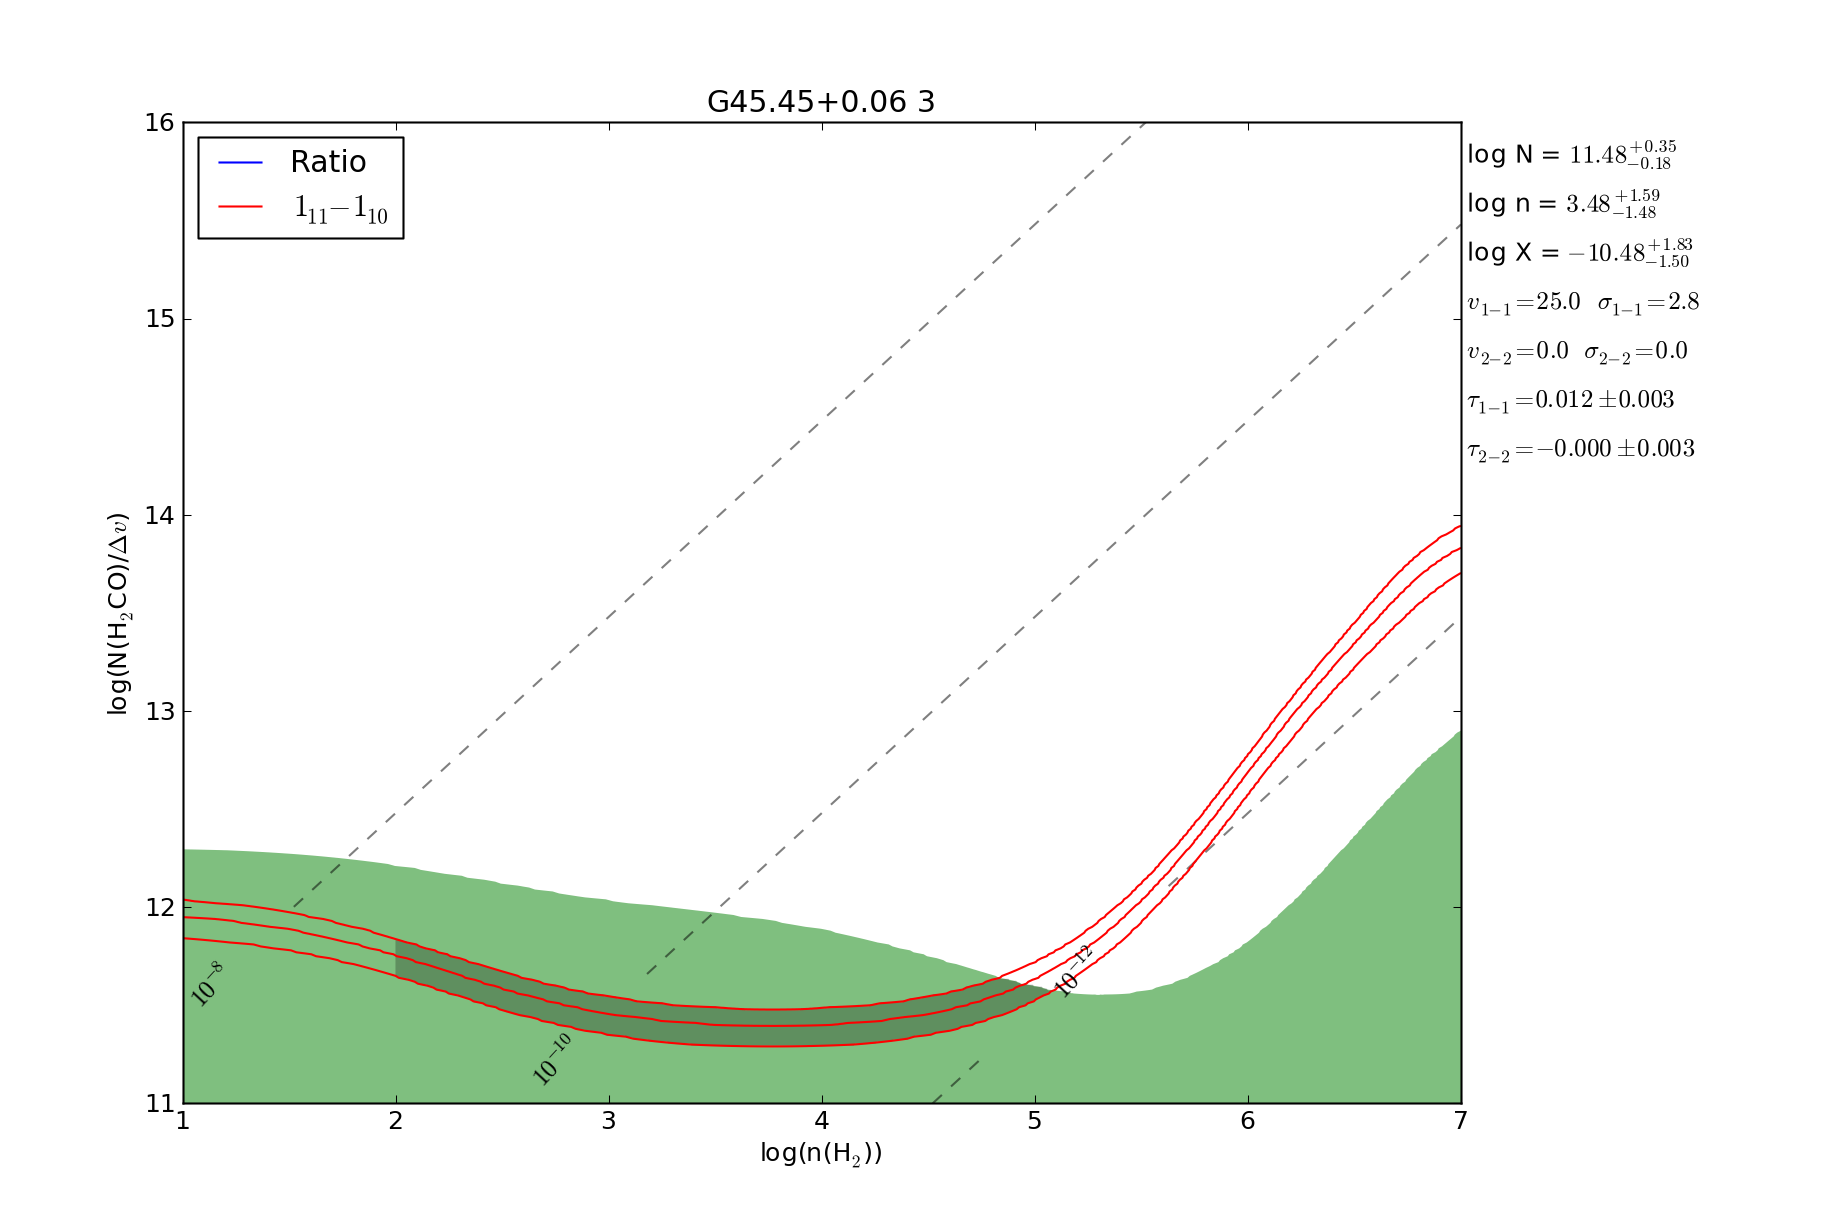 G45.45+0.06 3
16
15
14
13
12
11
1 2 3 4 5 6 7
log(N(H₂CO)/Δv)
log(n(H₂))
Ratio
1₁₁−1₁₀
10⁻⁸
10⁻¹⁰
10⁻¹²
log N = 11.48 +0.35 −0.18
log n = 3.48 +1.59 −1.48
log X = −10.48 +1.83 −1.50
v₁₋₁=25.0 σ₁₋₁=2.8
v₂₋₂=0.0 σ₂₋₂=0.0
τ₁₋₁=0.012 ±0.003
τ₂₋₂=−0.000 ±0.003